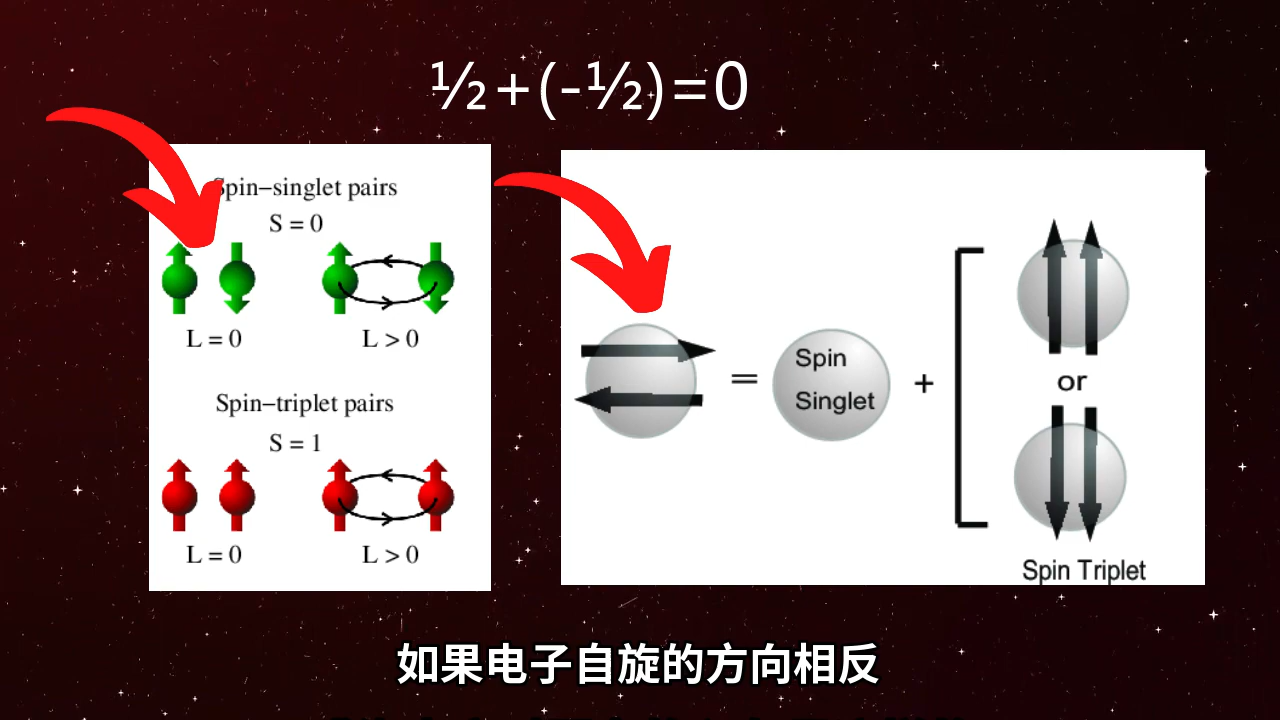 ½+(-½)=0
Spin−singlet pairs
S = 0
L = 0
L > 0
Spin−triplet pairs
S = 1
L = 0
L > 0
=
Spin
Singlet
+
or
Spin Triplet
如果电子自旋的方向相反